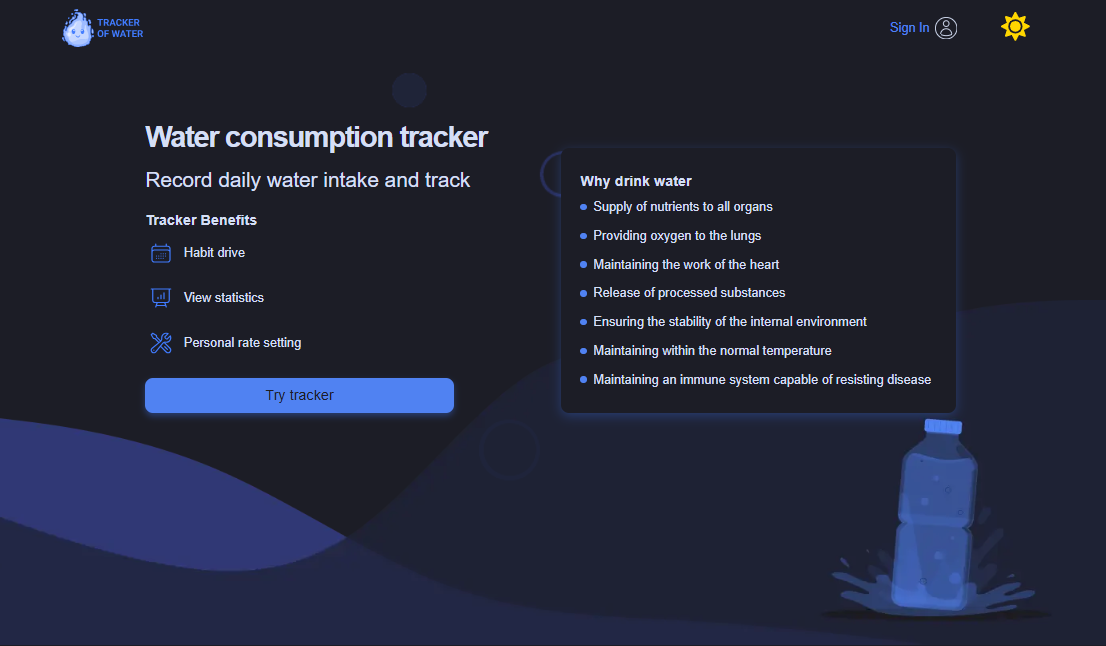 TRACKER
OF WATER
Sign In
Water consumption tracker
Record daily water intake and track
Tracker Benefits
Habit drive
View statistics
Personal rate setting
Try tracker
Why drink water
Supply of nutrients to all organs
Providing oxygen to the lungs
Maintaining the work of the heart
Release of processed substances
Ensuring the stability of the internal environment
Maintaining within the normal temperature
Maintaining an immune system capable of resisting disease